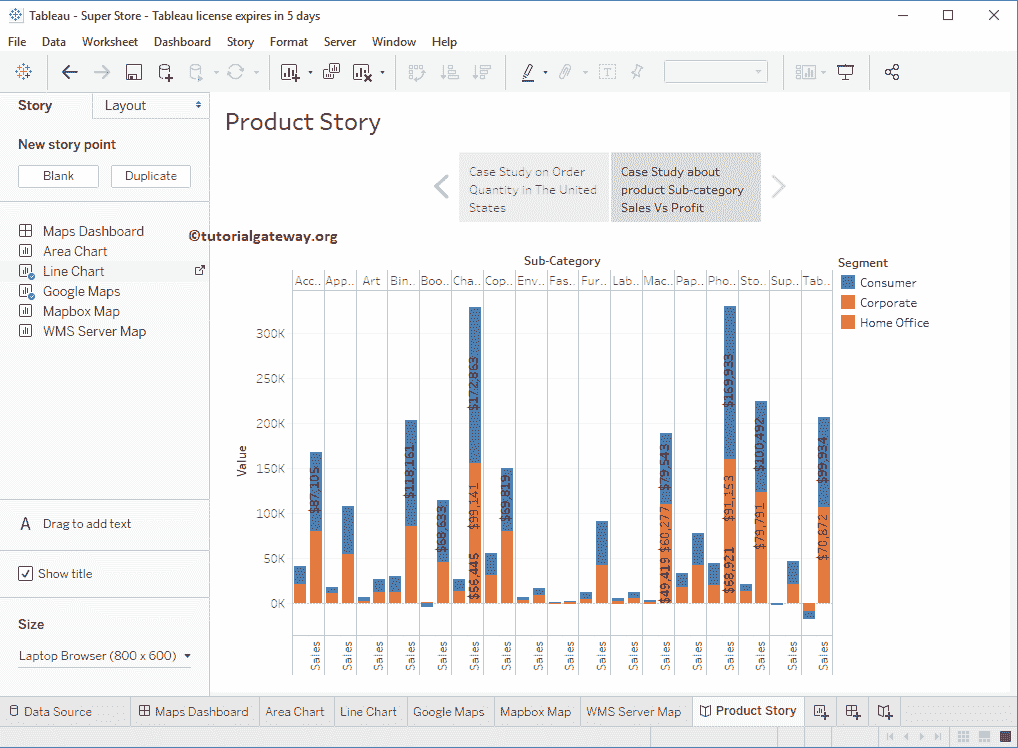 Tableau - Super Store - Tableau license expires in 5 days
File Data Worksheet Dashboard Story Format Server Window Help
Story Layout
New story point
Blank Duplicate
Maps Dashboard
Area Chart
Line Chart
Google Maps
Mapbox Map
WMS Server Map
A Drag to add text
Show title
Size
Laptop Browser (800 x 600)
Product Story
Case Study on Order
Quantity in The United
States
Case Study about
product Sub-category
Sales Vs Profit
©tutorialgateway.org
Sub-Category
Acc.. App.. Art Bin.. Boo.. Cha.. Cop.. Env.. Fas.. Fur.. Lab.. Mac.. Pap.. Pho.. Sto.. Sup.. Tab..
Segment
Consumer
Corporate
Home Office
Value
300K
250K
200K
150K
100K
50K
0K
$87,105
$118,161
$68,633
$172,863
$99,141
$56,445
$69,819
$79,543
$60,277
$49,419
$169,933
$91,153
$68,921
$100,492
$79,791
$99,934
$70,872
Sales Sales Sales Sales Sales Sales Sales Sales Sales Sales Sales Sales Sales Sales Sales Sales Sales
Data Source Maps Dashboard Area Chart Line Chart Google Maps Mapbox Map WMS Server Map Product Story